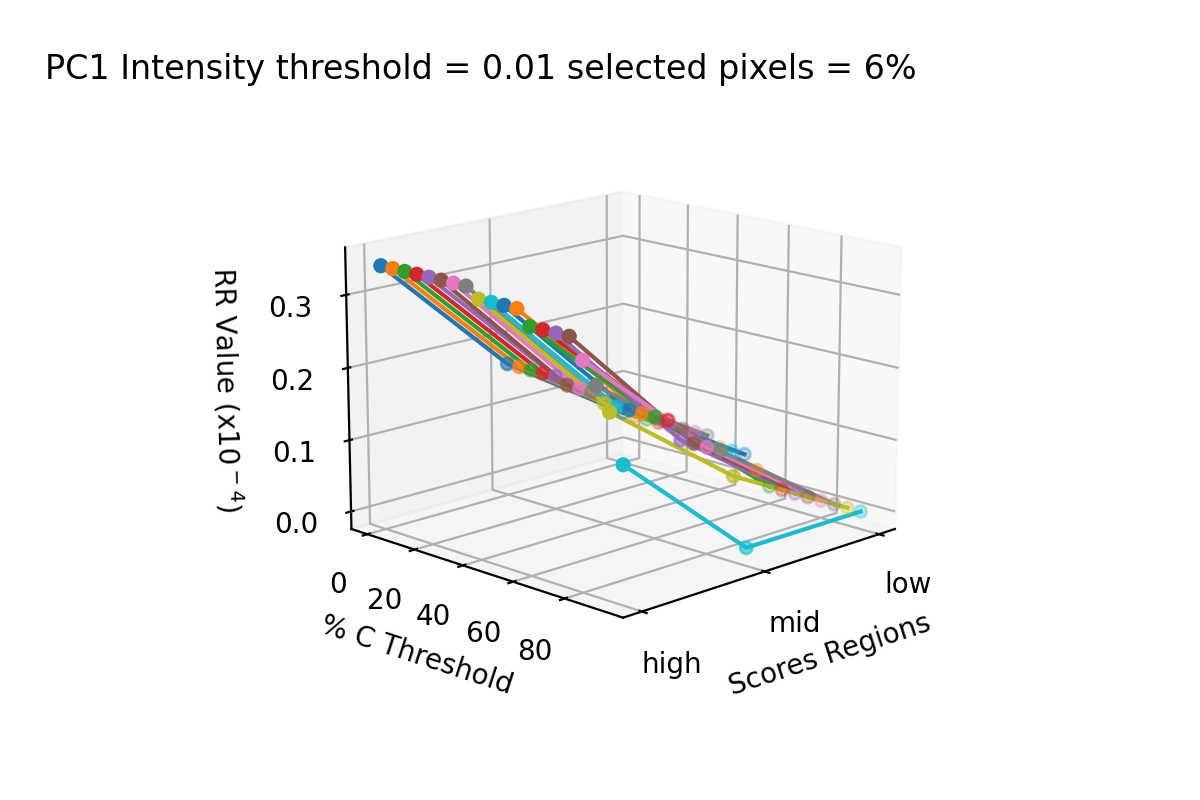 PC1 Intensity threshold = 0.01 selected pixels = 6%
RR Value (x10⁻⁴)
0.3
0.2
0.1
0.0
0
20
40
60
80
% C Threshold
high
mid
low
Scores Regions